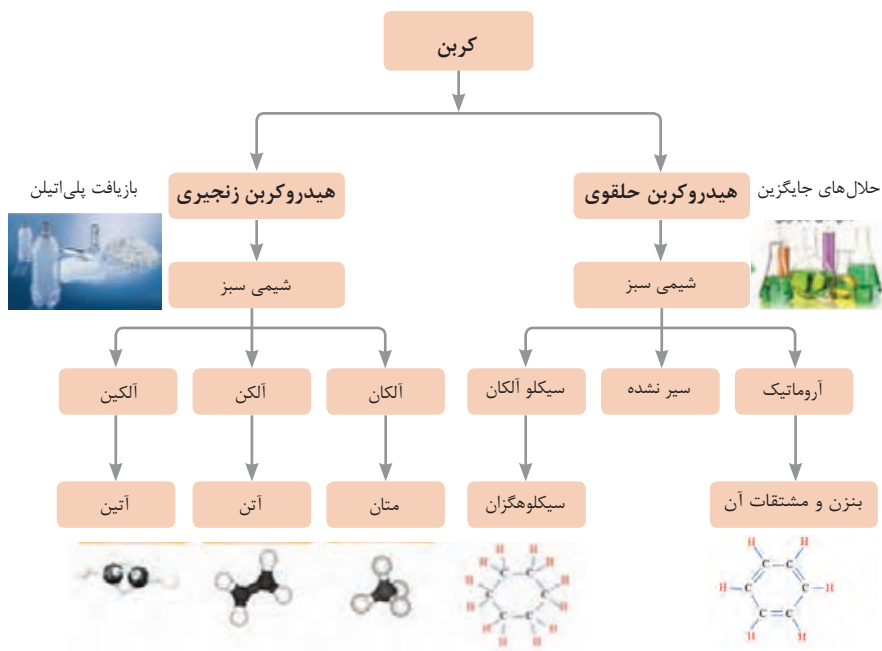 کربن
حلال‌های جایگزین
هیدروکربن حلقوی
هیدروکربن زنجیری
بازیافت پلی‌اتیلن
شیمی سبز
شیمی سبز
آروماتیک
سیر نشده
سیکلو آلکان
آلکان
آلکن
آلکین
بنزن و مشتقات آن
سیکلوهگزان
متان
آتن
آتین
H H H H
H C C H
H C C H
H C C H
H H H H
H H
C
C C
H C C H
C C
H H